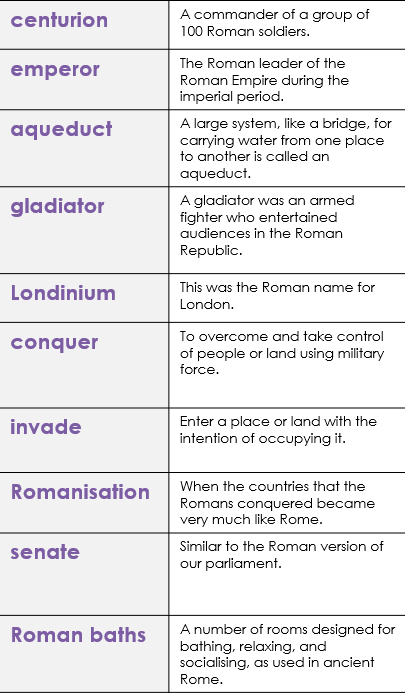 centurion
A commander of a group of
100 Roman soldiers.
emperor
The Roman leader of the
Roman Empire during the
imperial period.
aqueduct
A large system, like a bridge, for
carrying water from one place
to another is called an
aqueduct.
gladiator
A gladiator was an armed
fighter who entertained
audiences in the Roman
Republic.
Londinium
This was the Roman name for
London.
conquer
To overcome and take control
of people or land using military
force.
invade
Enter a place or land with the
intention of occupying it.
Romanisation
When the countries that the
Romans conquered became
very much like Rome.
senate
Similar to the Roman version of
our parliament.
Roman baths
A number of rooms designed for
bathing, relaxing, and
socialising, as used in ancient
Rome.